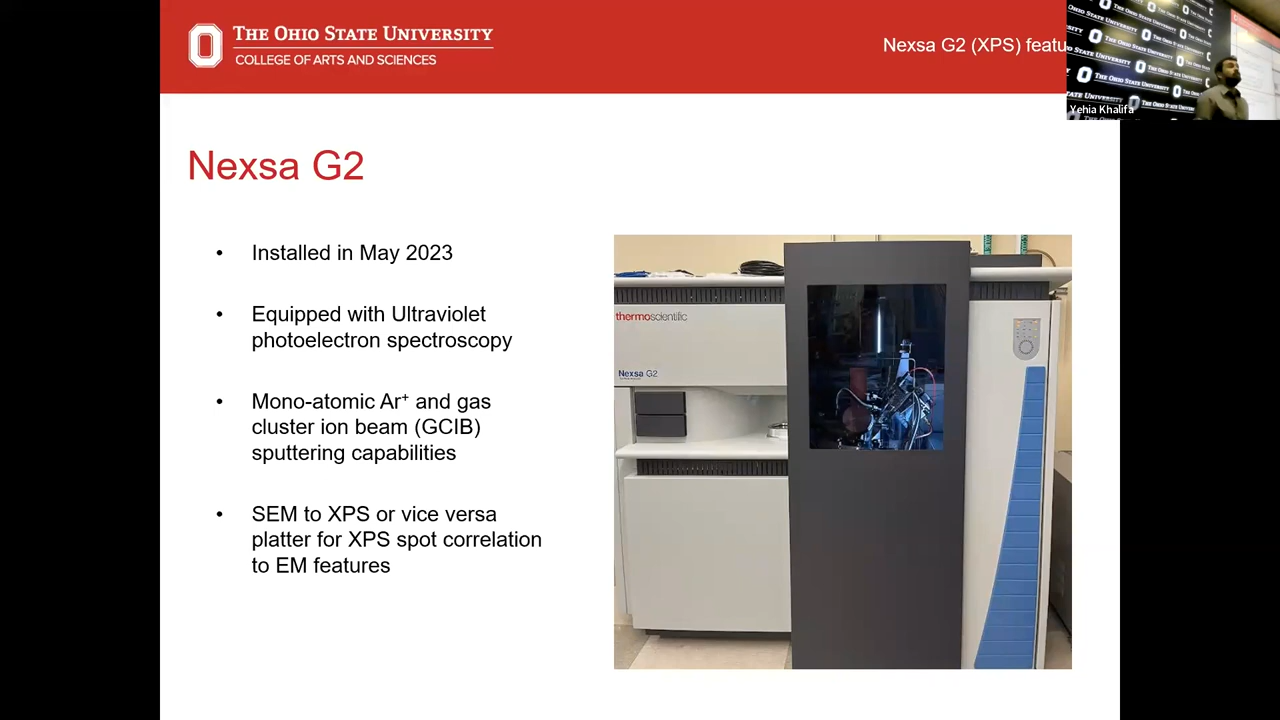 THE OHIO STATE UNIVERSITY
COLLEGE OF ARTS AND SCIENCES
Nexsa G2 (XPS) featu
Yehia Khalifa
Nexsa G2
• Installed in May 2023
• Equipped with Ultraviolet
photoelectron spectroscopy
• Mono-atomic Ar⁺ and gas
cluster ion beam (GCIB)
sputtering capabilities
• SEM to XPS or vice versa
platter for XPS spot correlation
to EM features
thermoscientific
Nexsa G2